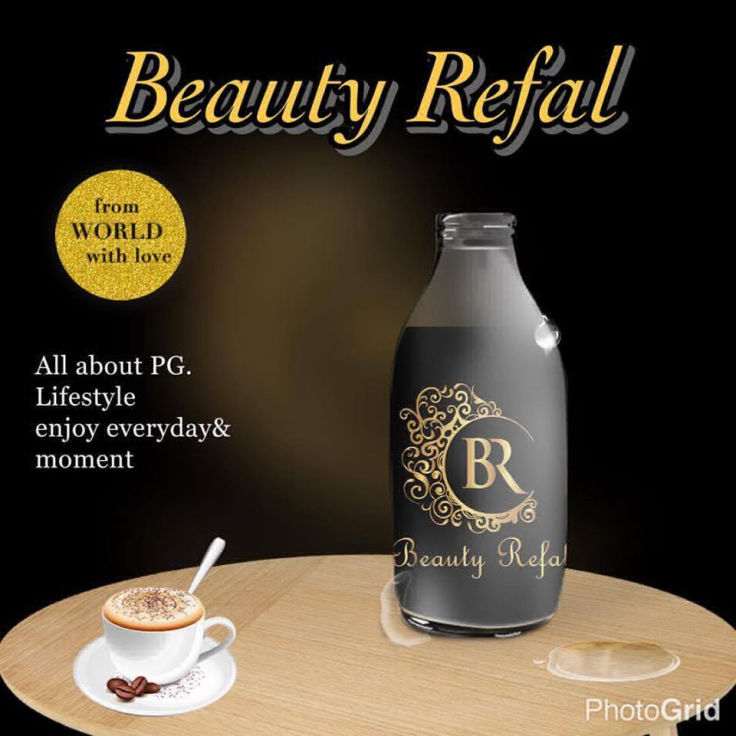 Beauty Refal
from
WORLD
with love
All about PG.
Lifestyle
enjoy everyday&
moment
BR
Beauty Refal
PhotoGrid